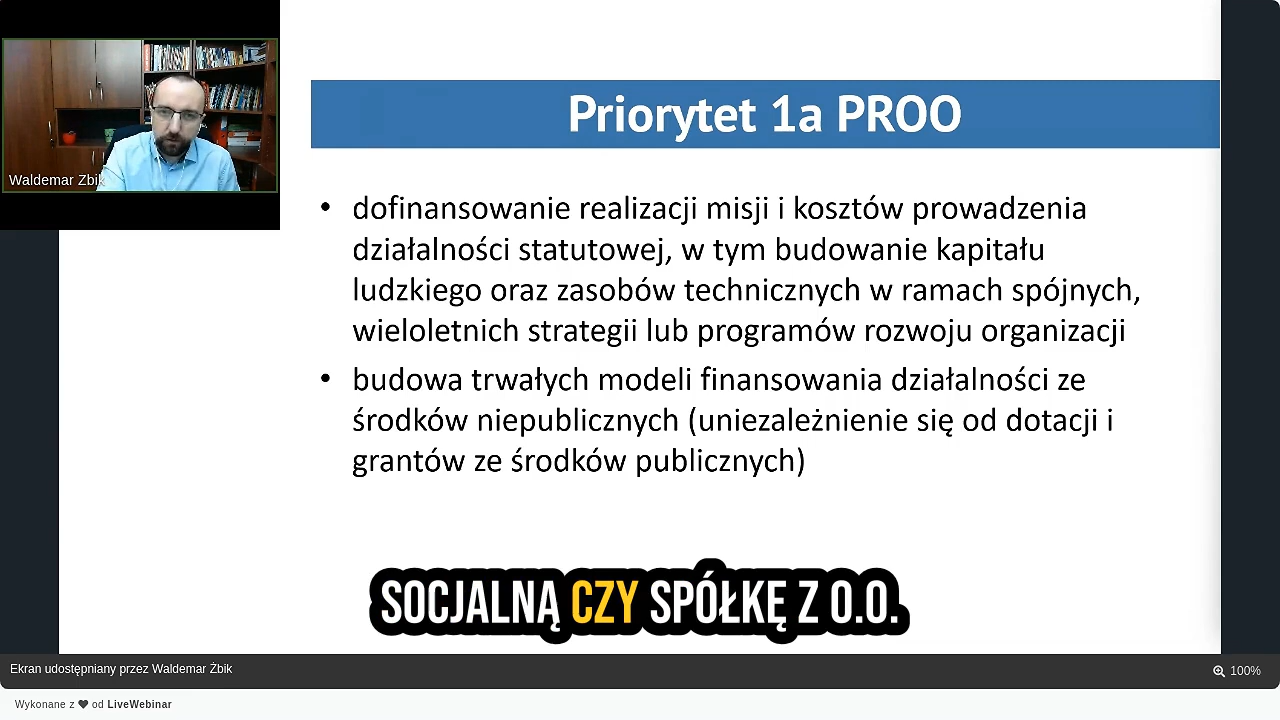 Waldemar Żbik
Priorytet 1a PROO
• dofinansowanie realizacji misji i kosztów prowadzenia
działalności statutowej, w tym budowanie kapitału
ludzkiego oraz zasobów technicznych w ramach spójnych,
wieloletnich strategii lub programów rozwoju organizacji
• budowa trwałych modeli finansowania działalności ze
środków niepublicznych (uniezależnienie się od dotacji i
grantów ze środków publicznych)
SOCJALNĄ CZY SPÓŁKĘ Z O.O.
Ekran udostępniany przez Waldemar Żbik
100%
Wykonane z ❤ od LiveWebinar